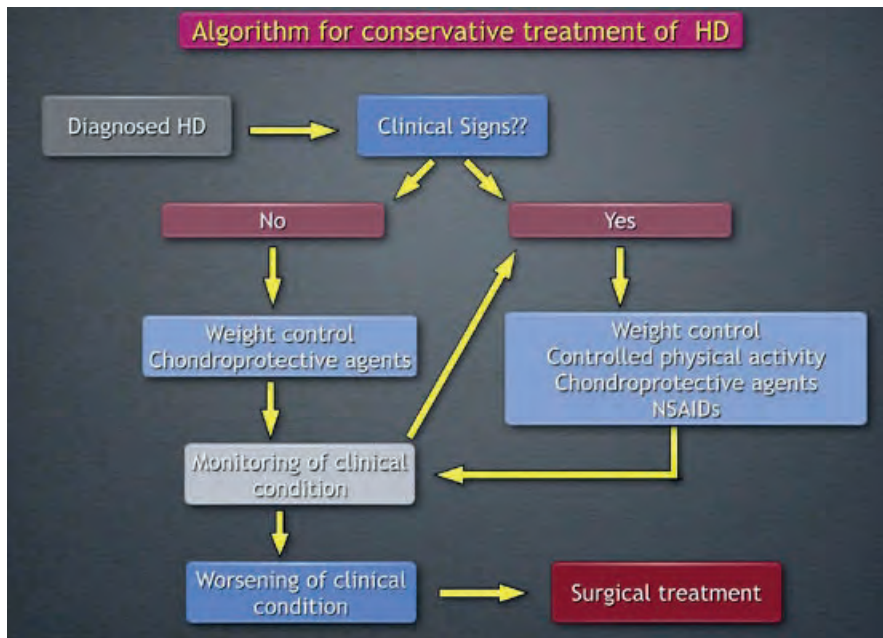 Algorithm for conservative treatment of HD
Diagnosed HD
Clinical Signs??
No
Yes
Weight control
Chondroprotective agents
Weight control
Controlled physical activity
Chondroprotective agents
NSAIDs
Monitoring of clinical
condition
Worsening of clinical
condition
Surgical treatment